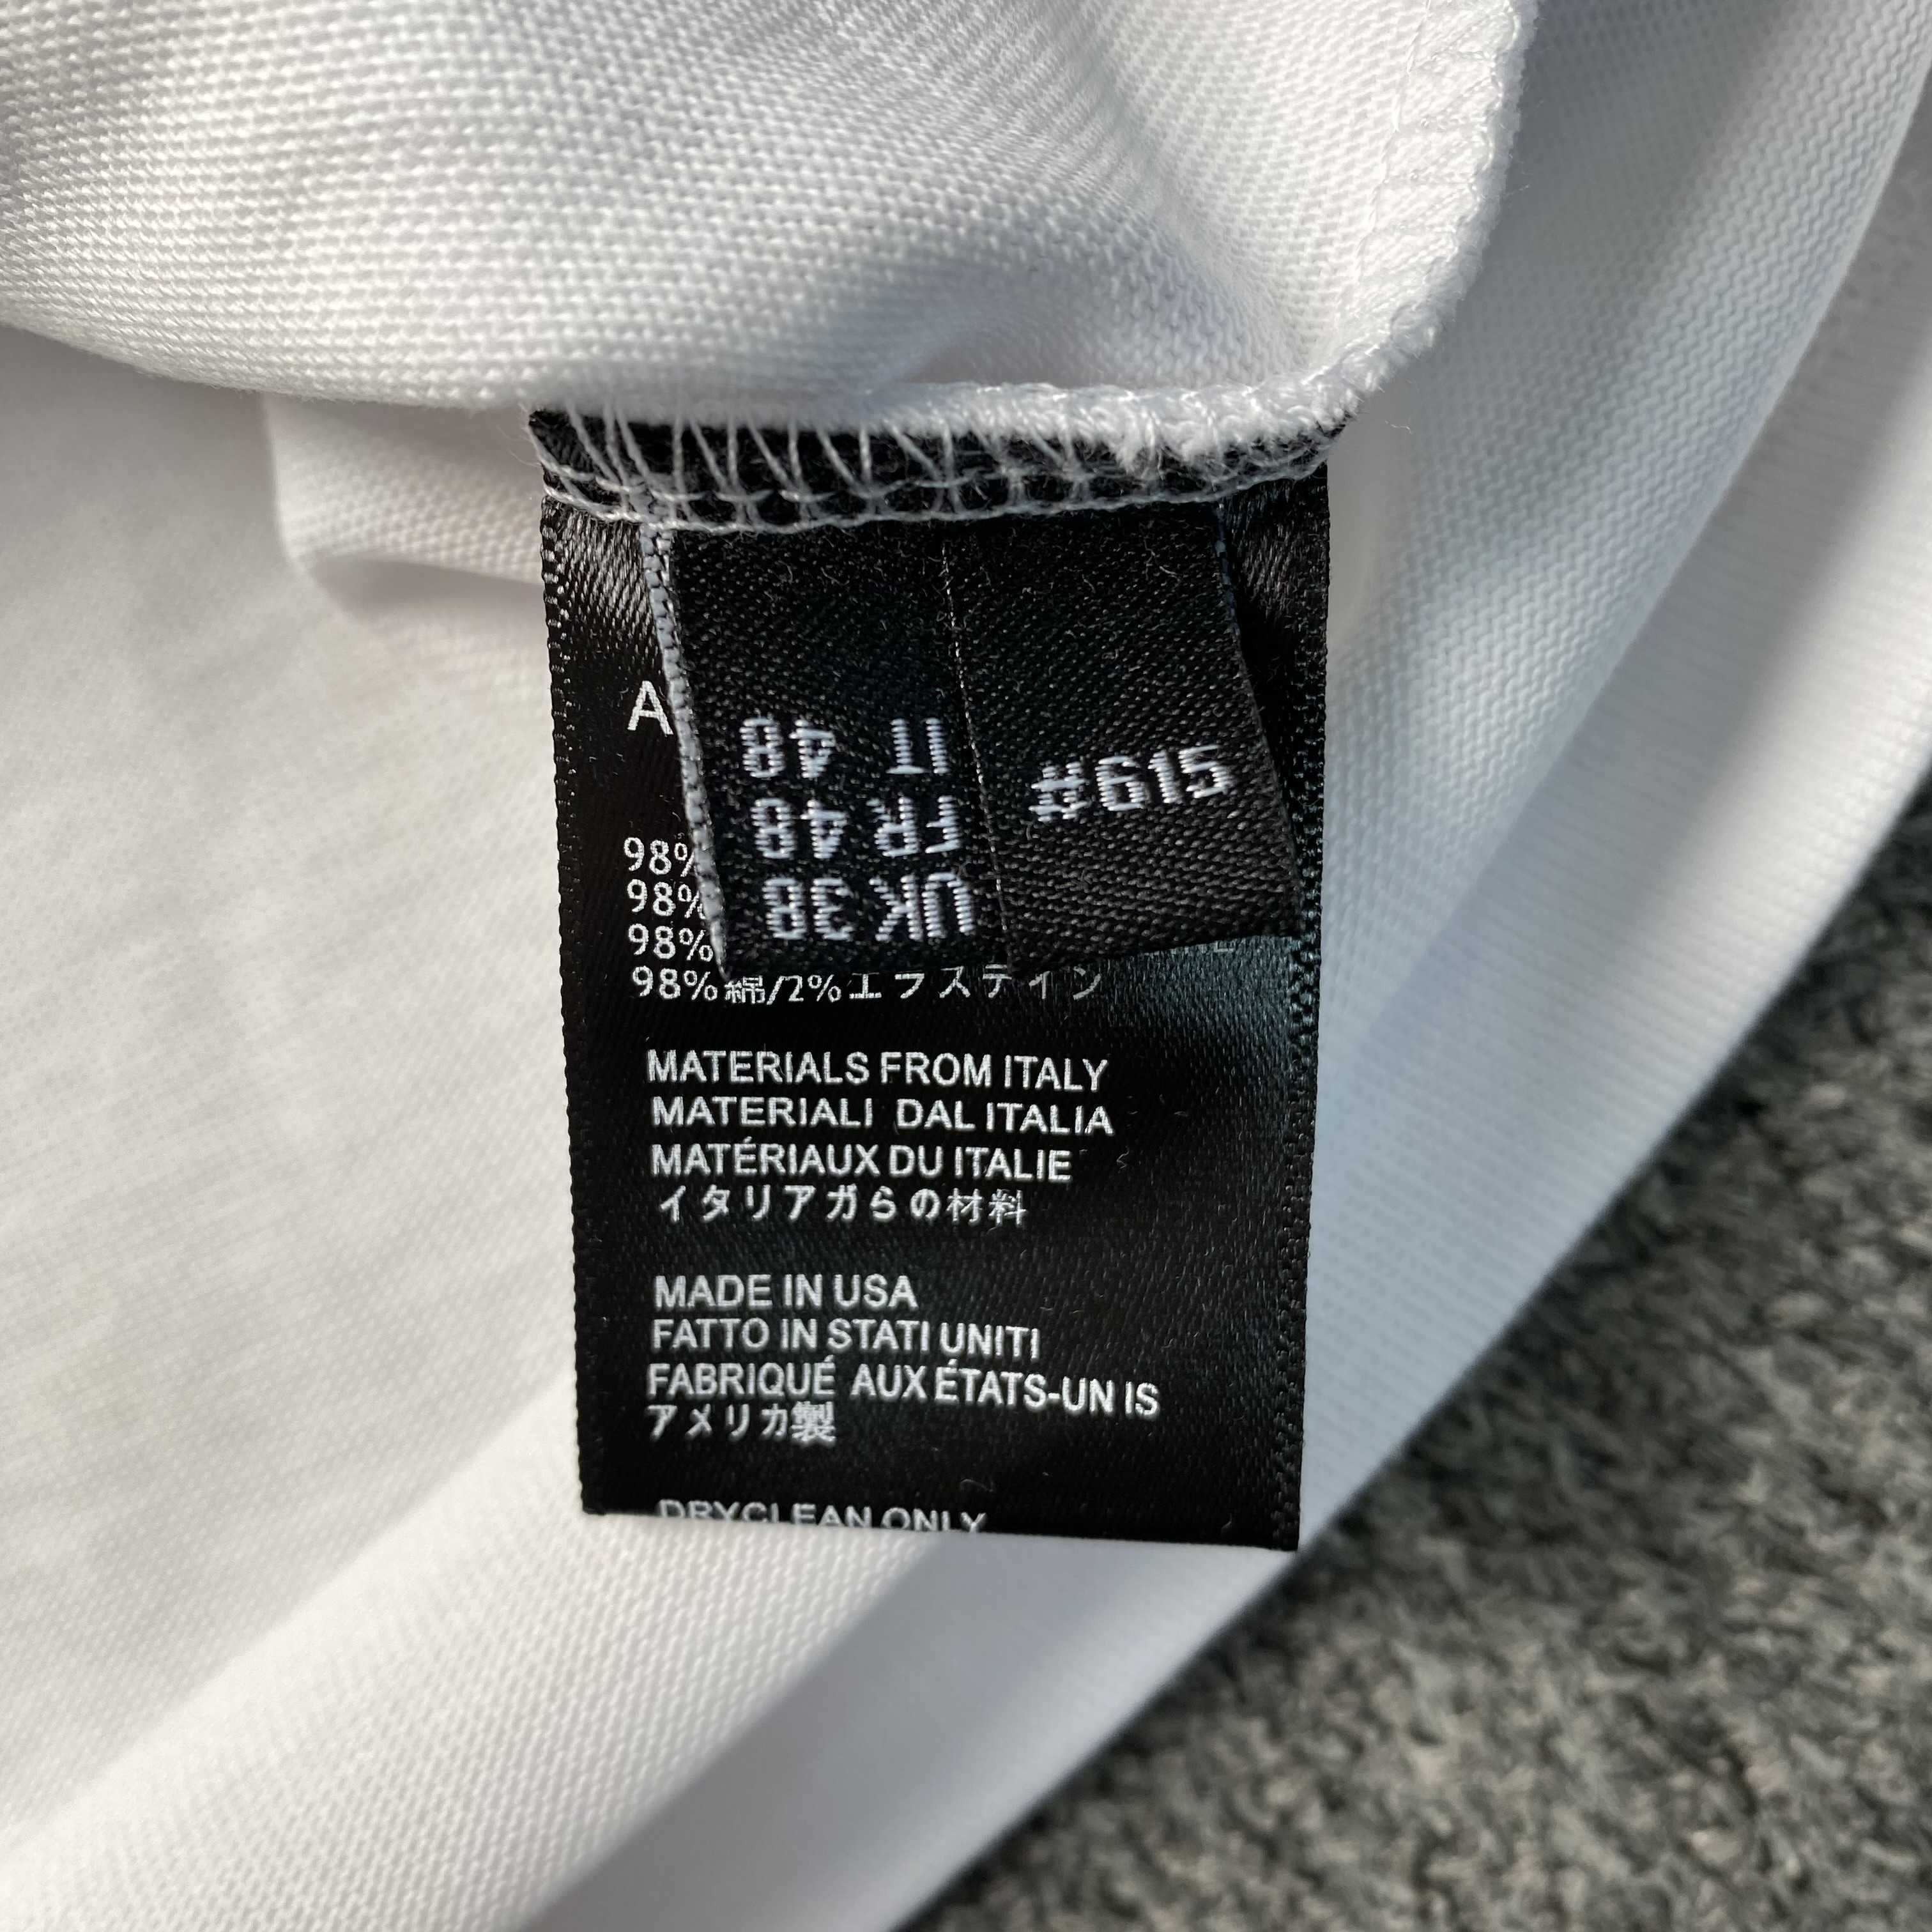 IT 48
FR 48
UK 38
#615
A
98%
98%
98%
98%綿/2%エラステイン
MATERIALS FROM ITALY
MATERIALI DAL ITALIA
MATÉRIAUX DU ITALIE
イタリアガらの材料
MADE IN USA
FATTO IN STATI UNITI
FABRIQUÉ AUX ÉTATS-UN IS
アメリカ製
DRYCLEAN ONLY